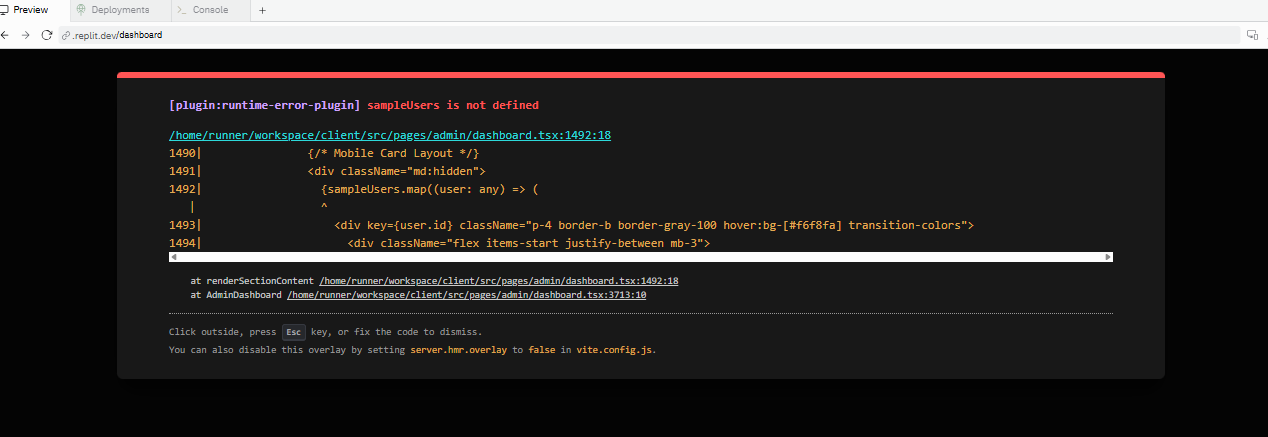 Preview
Deployments
Console
.replit.dev/dashboard
[plugin:runtime-error-plugin] sampleUsers is not defined
/home/runner/workspace/client/src/pages/admin/dashboard.tsx:1492:18
1490| {/* Mobile Card Layout */}
1491| <div className="md:hidden">
1492| {sampleUsers.map((user: any) => (
| ^
1493| <div key={user.id} className="p-4 border-b border-gray-100 hover:bg-[#f6f8fa] transition-colors">
1494| <div className="flex items-start justify-between mb-3">
at renderSectionContent /home/runner/workspace/client/src/pages/admin/dashboard.tsx:1492:18
at AdminDashboard /home/runner/workspace/client/src/pages/admin/dashboard.tsx:3713:10
Click outside, press Esc key, or fix the code to dismiss.
You can also disable this overlay by setting server.hmr.overlay to false in vite.config.js.